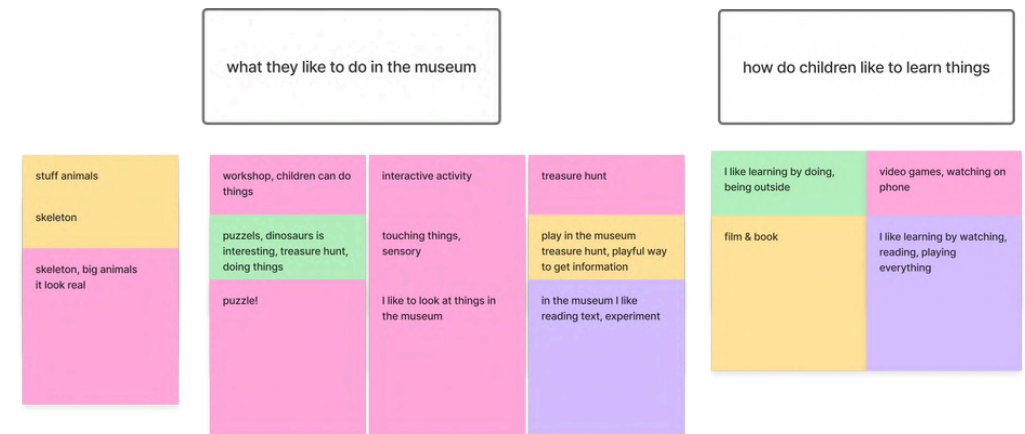 what they like to do in the museum
how do children like to learn things
stuff animals
skeleton
skeleton, big animals
it look real
workshop, children can do
things
puzzels, dinosaurs is
interesting, treasure hunt,
doing things
puzzle!
interactive activity
touching things,
sensory
I like to look at things in
the museum
treasure hunt
play in the museum
treasure hunt, playful way
to get information
in the museum I like
reading text, experiment
I like learning by doing,
being outside
film & book
video games, watching on
phone
I like learning by watching,
reading, playing
everything